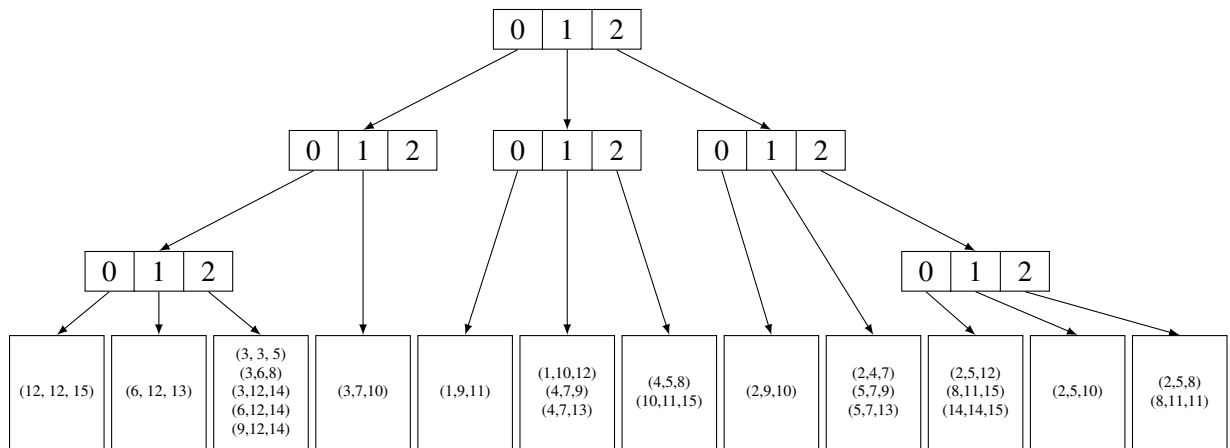 0 1 2
0 1 2
0 1 2
0 1 2
0 1 2
0 1 2
(12, 12, 15)
(6, 12, 13)
(3, 3, 5)
(3,6,8)
(3,12,14)
(6,12,14)
(9,12,14)
(3,7,10)
(1,9,11)
(1,10,12)
(4,7,9)
(4,7,13)
(4,5,8)
(10,11,15)
(2,9,10)
(2,4,7)
(5,7,9)
(5,7,13)
(2,5,12)
(8,11,15)
(14,14,15)
(2,5,10)
(2,5,8)
(8,11,11)